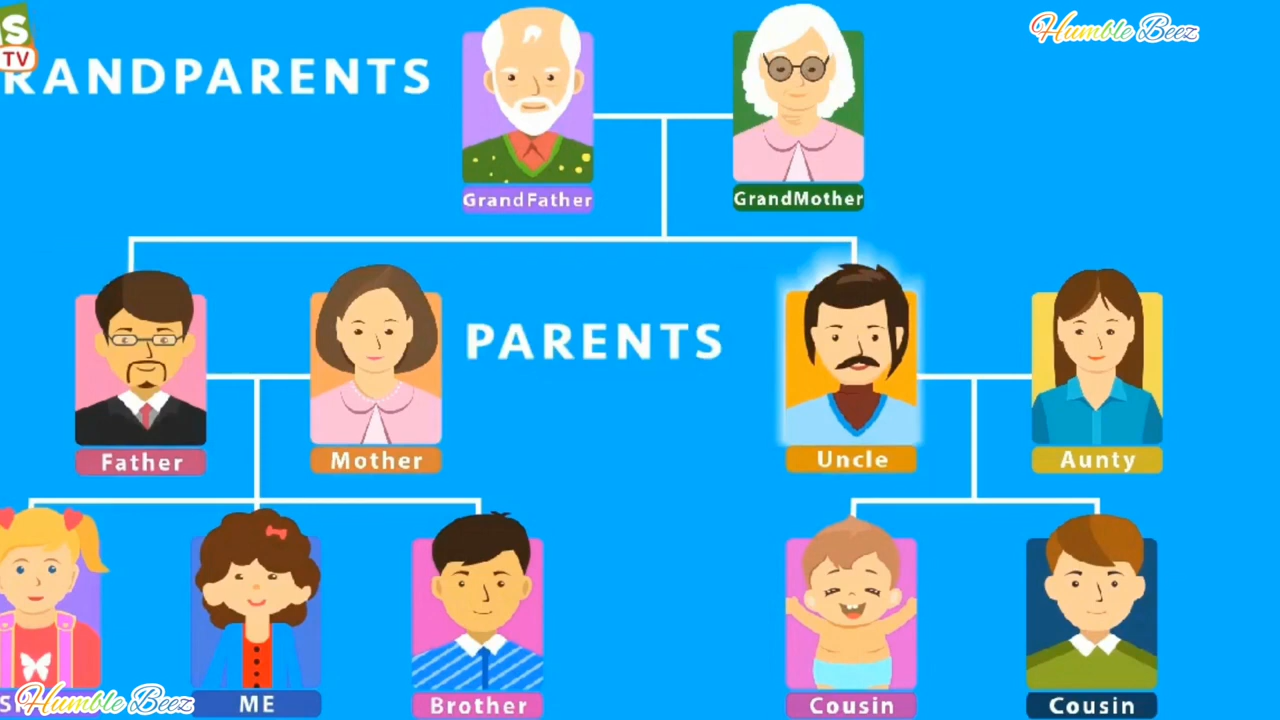 S
TV
Humble Beez
RANDPARENTS
GrandFather
GrandMother
PARENTS
Father
Mother
Uncle
Aunty
Humble Beez
ME
Brother
Cousin
Cousin